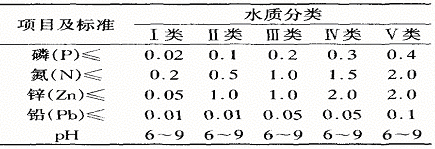 项目及标准 水质分类
Ⅰ类 Ⅱ类 Ⅲ类 Ⅳ类 Ⅴ类
磷(P)≤ 0.02 0.1 0.2 0.3 0.4
氮(N)≤ 0.2 0.5 1.0 1.5 2.0
锌(Zn)≤ 0.05 1.0 1.0 2.0 2.0
铅(Pb)≤ 0.01 0.01 0.05 0.05 0.1
pH 6~9 6~9 6~9 6~9 6~9